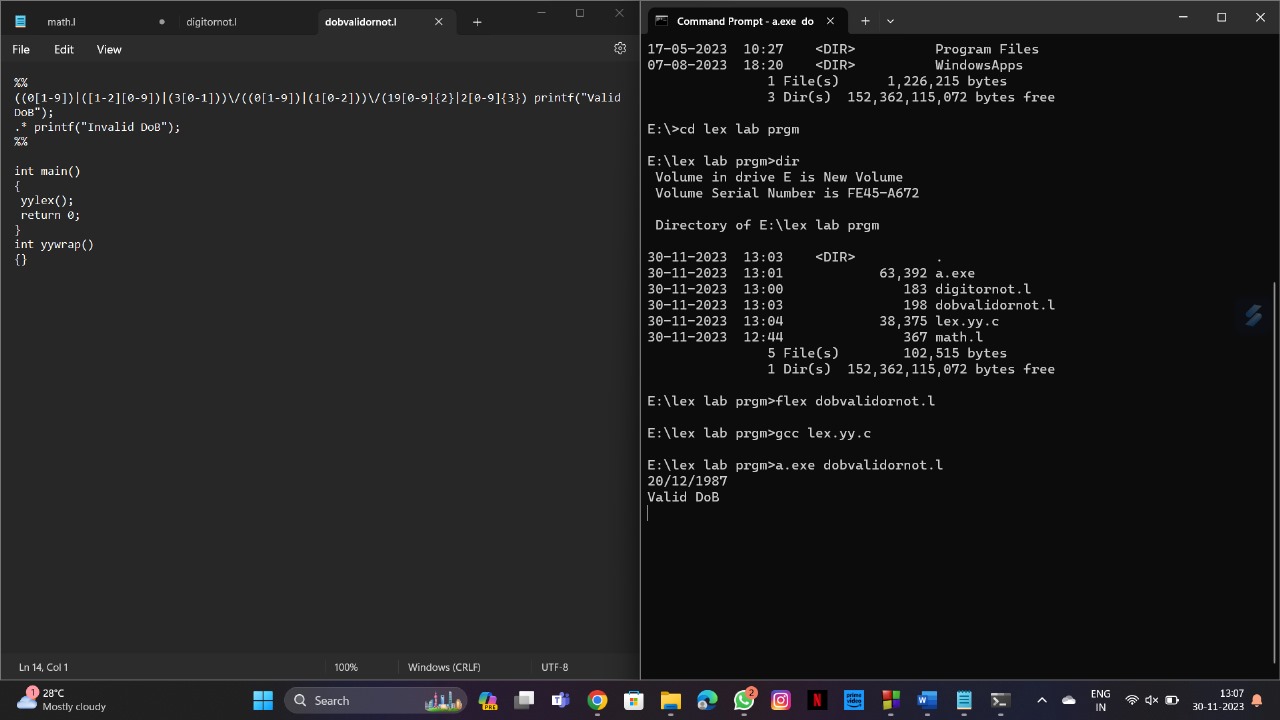 math.l
digitornot.l
dobvalidornot.l
File Edit View
%%
((0[1-9])|([1-2][0-9])|(3[0-1]))\/((0[1-9])|(1[0-2]))\/(19[0-9]{2}|2[0-9]{3}) printf("Valid
DoB");
.* printf("Invalid DoB");
%%
int main()
{
yylex();
return 0;
}
int yywrap()
{}
Ln 14, Col 1 100% Windows (CRLF) UTF-8
Command Prompt - a.exe do
17-05-2023 10:27 <DIR> Program Files
07-08-2023 18:20 <DIR> WindowsApps
1 File(s) 1,226,215 bytes
3 Dir(s) 152,362,115,072 bytes free
E:\>cd lex lab prgm
E:\lex lab prgm>dir
Volume in drive E is New Volume
Volume Serial Number is FE45-A672
Directory of E:\lex lab prgm
30-11-2023 13:03 <DIR> .
30-11-2023 13:01 63,392 a.exe
30-11-2023 13:00 183 digitornot.l
30-11-2023 13:03 198 dobvalidornot.l
30-11-2023 13:04 38,375 lex.yy.c
30-11-2023 12:44 367 math.l
5 File(s) 102,515 bytes
1 Dir(s) 152,362,115,072 bytes free
E:\lex lab prgm>flex dobvalidornot.l
E:\lex lab prgm>gcc lex.yy.c
E:\lex lab prgm>a.exe dobvalidornot.l
20/12/1987
Valid DoB
1
28°C
Mostly cloudy
Search
PRE
2
N
prime video
W
ENG
IN
13:07
30-11-2023